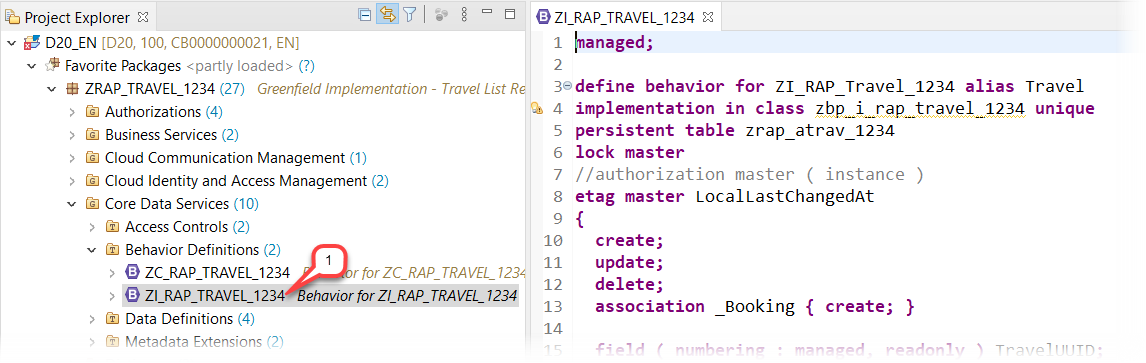 Project Explorer
D20_EN [D20, 100, CB0000000021, EN]
Favorite Packages <partly loaded> (?)
ZRAP_TRAVEL_1234 (27) Greenfield Implementation - Travel List Re
Authorizations (4)
Business Services (2)
Cloud Communication Management (1)
Cloud Identity and Access Management (2)
Core Data Services (10)
Access Controls (2)
Behavior Definitions (2)
1
ZC_RAP_TRAVEL_1234 Behavior for ZC_RAP_TRAVEL_1234
ZI_RAP_TRAVEL_1234 Behavior for ZI_RAP_TRAVEL_1234
Data Definitions (4)
Metadata Extensions (2)
ZI_RAP_TRAVEL_1234
1 managed;
2
3 define behavior for ZI_RAP_Travel_1234 alias Travel
4 implementation in class zbp_i_rap_travel_1234 unique
5 persistent table zrap_atrav_1234
6 lock master
7 //authorization master ( instance )
8 etag master LocalLastChangedAt
9 {
10 create;
11 update;
12 delete;
13 association _Booking { create; }
14
15 field ( numbering : managed, readonly ) TravelUUID;